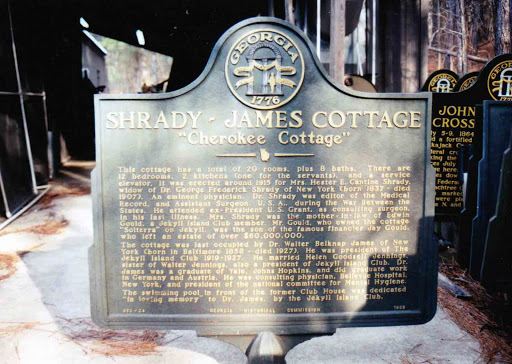 GEORGIA
1776
SHRADY - JAMES COTTAGE
"Cherokee Cottage"
This cottage has a total of 20 rooms, plus 8 baths. There are
12 bedrooms, 2 kitchens (one for the servants), and a service
elevator. It was erected around 1915 for Mrs. Hester E. Cantine Shrady,
widow of Dr. George Frederick Shrady of New York (born 1837 - died
1907). An eminent physician, Dr. Shrady was editor of the Medical
Record, and Assistant Surgeon, U.S.A., during the War between the
States. He attended ex-President Grant, as consulting surgeon,
in his last illness. Mrs. Shrady was the mother-in-law of Edwin
Gould, a Jekyll Island Club member. Mr. Gould, who owned the cottage
"Solterra" on Jekyll, was the son of the famous financier Jay Gould,
who left an estate of over $60,000,000.
The cottage was last occupied by Dr. Walter Belknap James of New
York (born in Baltimore 1858 - died 1927). He was president of the
Jekyll Island Club 1919-1927. He married Helen Goodsell Jennings,
sister of Walter Jennings, also a president of Jekyll Island Club. Dr.
James was a graduate of Yale, Johns Hopkins, and did graduate work
in Germany and Austria. He was consulting physician, Bellevue Hospital,
New York, and president of the national committee for Mental Hygiene.
The swimming pool in front of the former Club House was dedicated
"In loving memory to Dr. James, by the Jekyll Island Club."
GEORGIA HISTORICAL COMMISSION
GEORGIA
JOHN
CROSS